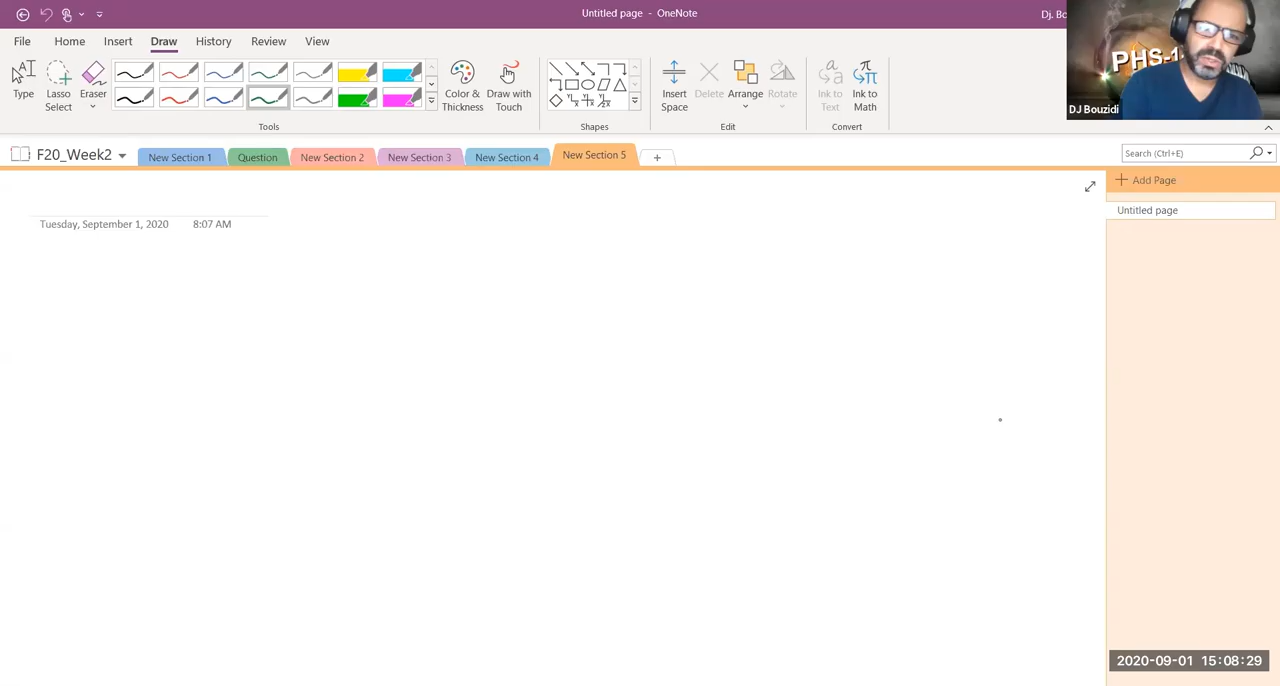 Untitled page - OneNote
Dj. Bo
File Home Insert Draw History Review View
PHS-1
Type Lasso Select Eraser Color & Thickness Draw with Touch Insert Space Delete Arrange Rotate Ink to Text Ink to Math
DJ Bouzidi
Tools Shapes Edit Convert
F20_Week2 New Section 1 Question New Section 2 New Section 3 New Section 4 New Section 5 Search (Ctrl+E)
Add Page
Untitled page
Tuesday, September 1, 2020 8:07 AM
2020-09-01 15:08:29